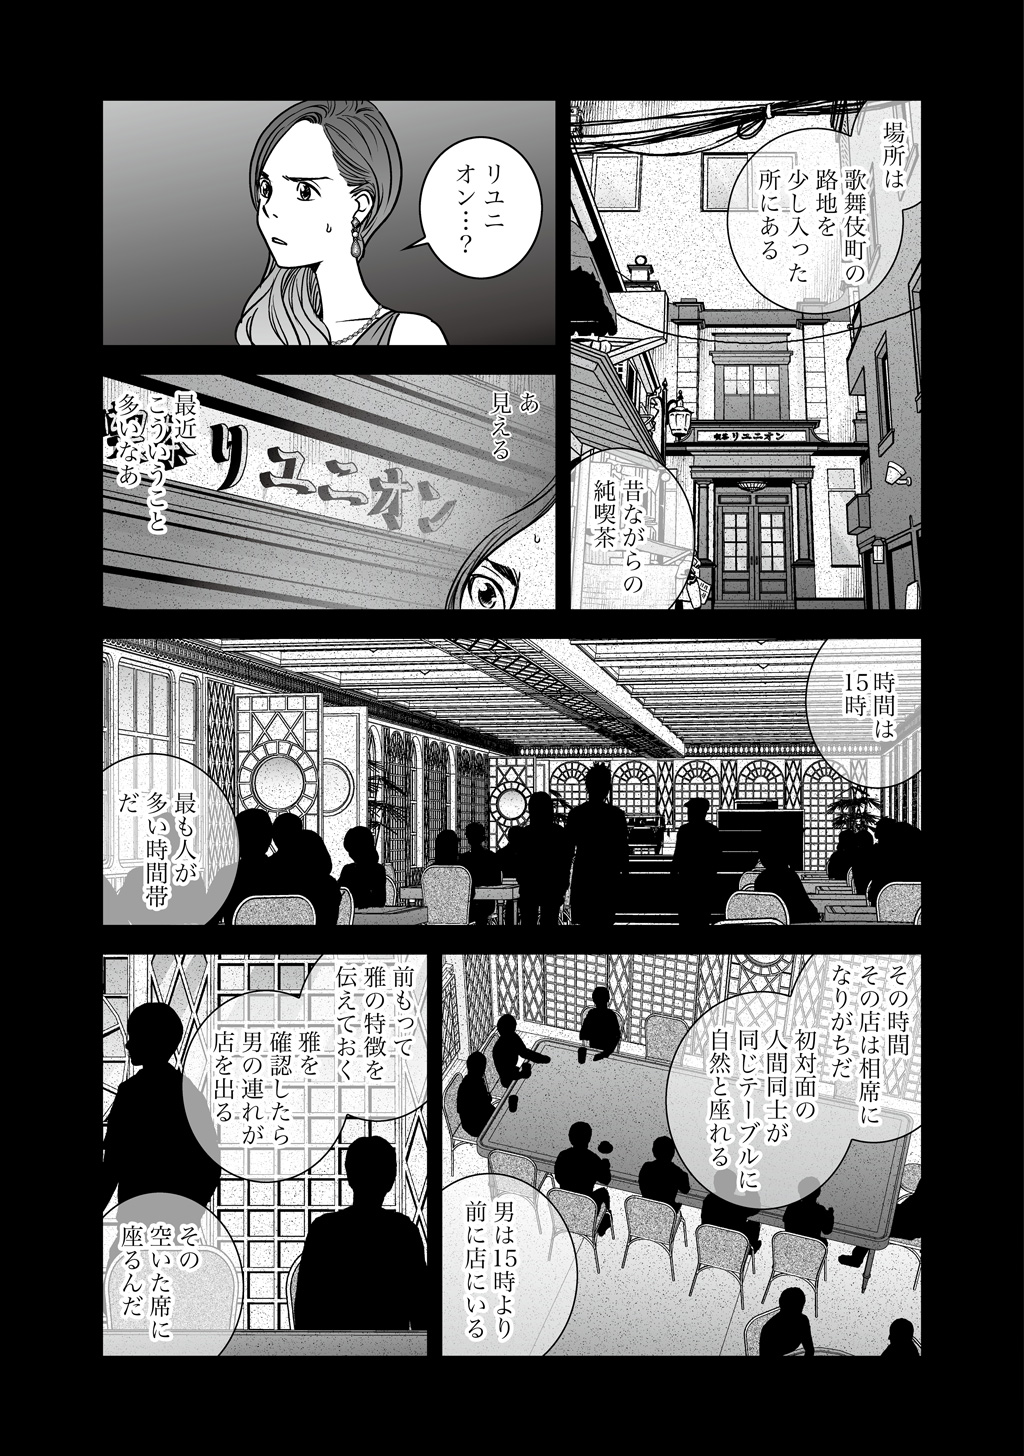 場所は
歌舞伎町の
路地を
少し入った
所にある
喫茶リユニオン
昔ながらの
純喫茶
リユニ
オン…?
あ
見える
リユニオン
最近
こういうこと
多いなあ
時間は
15時
最も人が
多い時間帯
だ
その時間
その店は相席に
なりがちだ
初対面の
人間同士が
同じテーブルに
自然と座れる
男は15時より
前に店にいる
前もって
雅の特徴を
伝えておく
雅を
確認したら
男の連れが
店を出る
その
空いた席に
座るんだ